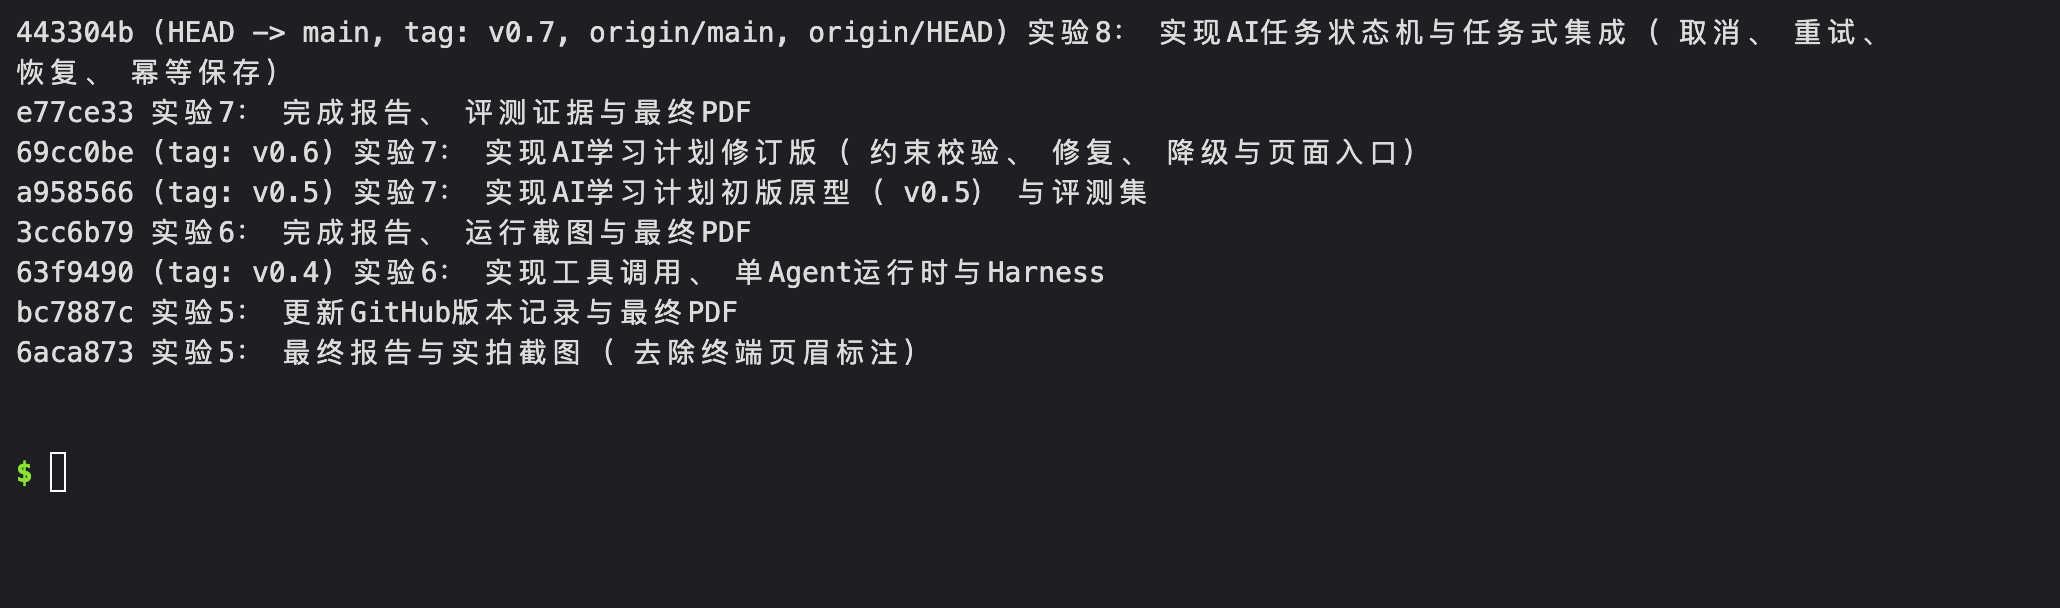 443304b (HEAD -> main, tag: v0.7, origin/main, origin/HEAD) 实验8： 实现AI任务状态机与任务式集成（取消、重试、
恢复、幂等保存）
e77ce33 实验7： 完成报告、评测证据与最终PDF
69cc0be (tag: v0.6) 实验7： 实现AI学习计划修订版（约束校验、修复、降级与页面入口）
a958566 (tag: v0.5) 实验7： 实现AI学习计划初版原型（v0.5）与评测集
3cc6b79 实验6： 完成报告、运行截图与最终PDF
63f9490 (tag: v0.4) 实验6： 实现工具调用、单Agent运行时与Harness
bc7887c 实验5： 更新GitHub版本记录与最终PDF
6aca873 实验5： 最终报告与实拍截图（去除终端页眉标注）
$